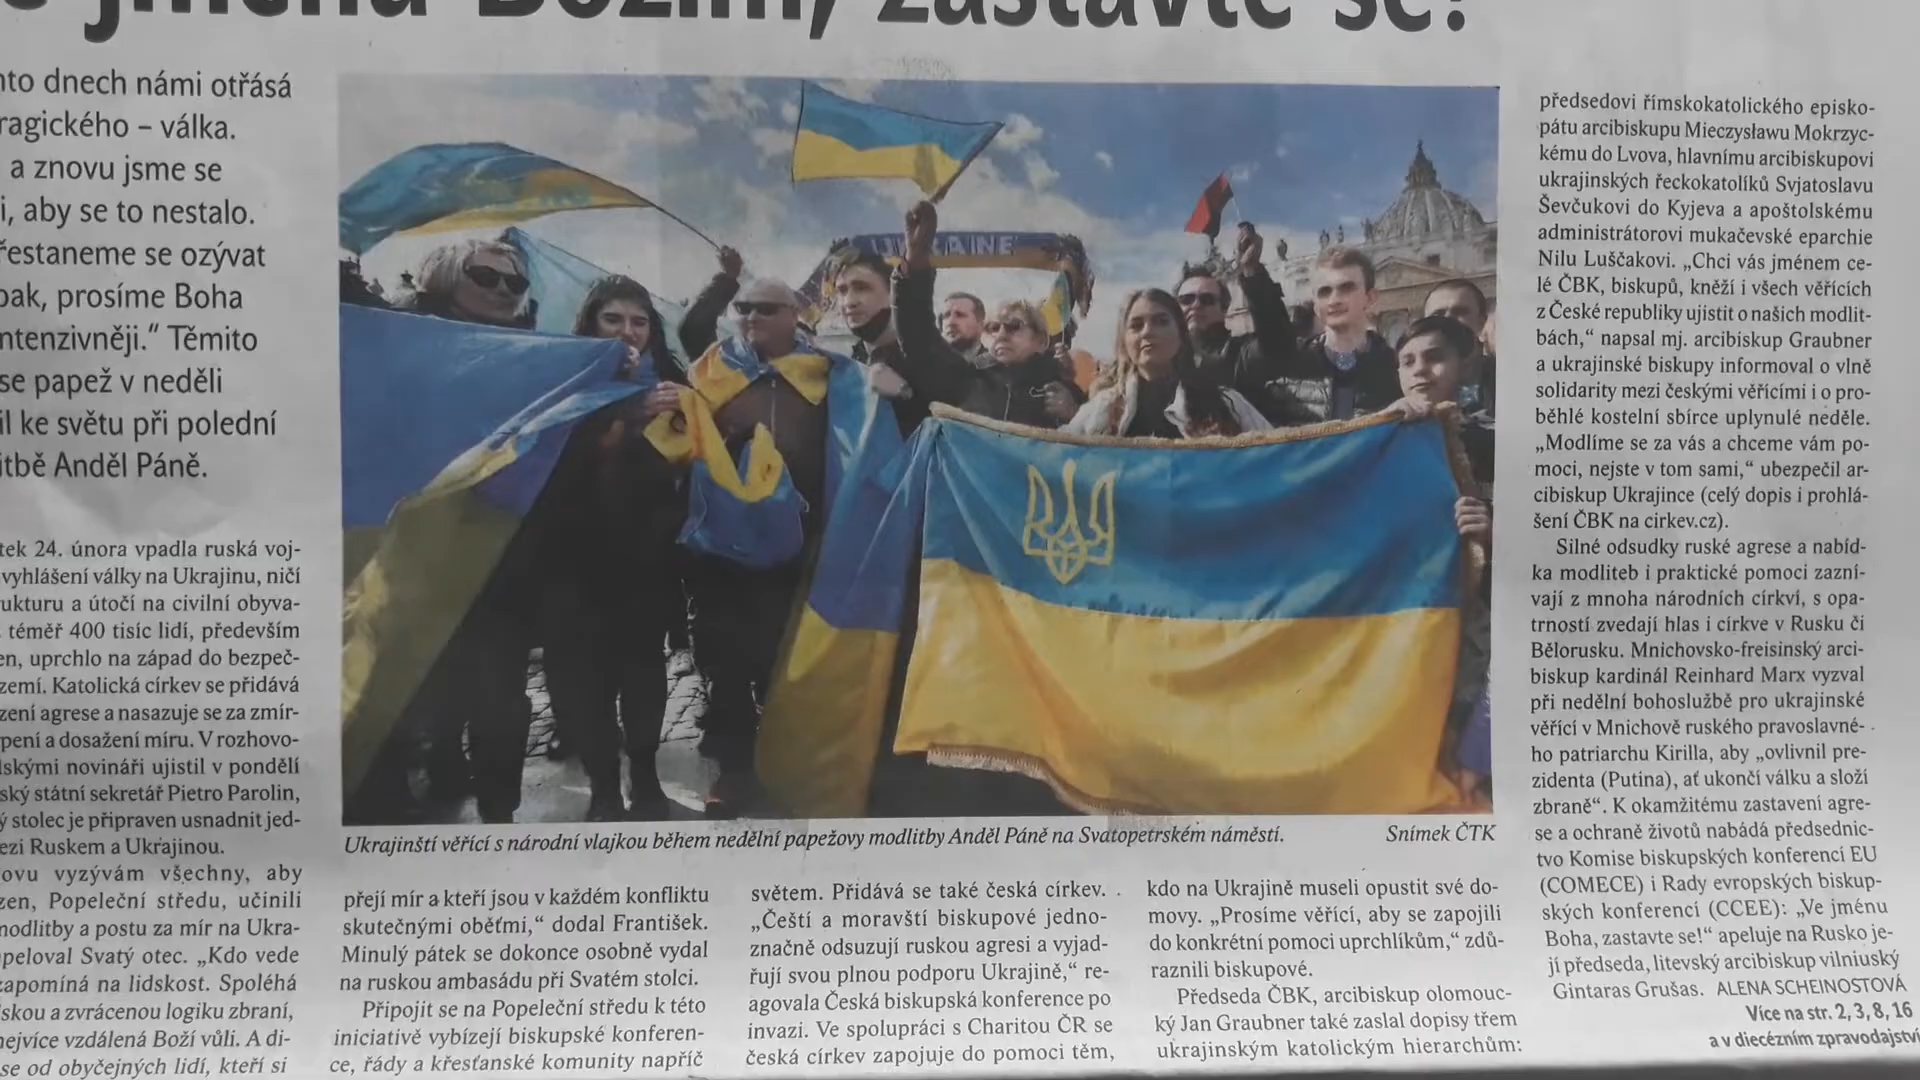 jména Božím, zastavte se!
nto dnech námi otřásá
ragického – válka.
a znovu jsme se
i, aby se to nestalo.
řestaneme se ozývat
oak, prosíme Boha
ntenzivněji.“ Těmito
se papež v neděli
il ke světu při polední
itbě Anděl Páně.
tek 24. února vpadla ruská voj-
vyhlášení války na Ukrajinu, ničí
ukturu a útočí na civilní obyva-
téměř 400 tisíc lidí, především
en, uprchlo na západ do bezpeč-
zemí. Katolická církev se přidává
zení agrese a nasazuje se za zmír-
pení a dosažení míru. V rozhovo-
lskými novináři ujistil v pondělí
ský státní sekretář Pietro Parolin,
ý stolec je připraven usnadnit jed-
ezi Ruskem a Ukrajinou.
ovu vyzývám všechny, aby
zen, Popeleční středu, učinili
modlitby a postu za mír na Ukra-
peloval Svatý otec. „Kdo vede
zapomíná na lidskost. Spoléhá
lskou a zvrácenou logiku zbraní,
nejvíce vzdálená Boží vůli. A di-
se od obyčejných lidí, kteří si
UKRAINE
Ukrajinští věřící s národní vlajkou během nedělní papežovy modlitby Anděl Páně na Svatopetrském náměstí. Snímek ČTK
přejí mír a kteří jsou v každém konfliktu
skutečnými oběťmi,“ dodal František.
Minulý pátek se dokonce osobně vydal
na ruskou ambasádu při Svatém stolci.
Připojit se na Popeleční středu k této
iniciativě vybízejí biskupské konferen-
ce, řády a křesťanské komunity napříč
světem. Přidává se také česká církev.
„Čeští a moravští biskupové jedno-
značně odsuzují ruskou agresi a vyjad-
řují svou plnou podporu Ukrajině,“ re-
agovala Česká biskupská konference po
invazi. Ve spolupráci s Charitou ČR se
česká církev zapojuje do pomoci těm,
kdo na Ukrajině museli opustit své do-
movy. „Prosíme věřící, aby se zapojili
do konkrétní pomoci uprchlíkům,“ zdů-
raznili biskupové.
Předseda ČBK, arcibiskup olomouc-
ký Jan Graubner také zaslal dopisy třem
ukrajinským katolickým hierarchům:
předsedovi římskokatolického episko-
pátu arcibiskupu Mieczysławu Mokrzyc-
kému do Lvova, hlavnímu arcibiskupovi
ukrajinských řeckokatolíků Svjatoslavu
Ševčukovi do Kyjeva a apoštolskému
administrátorovi mukačevské eparchie
Nilu Luščakovi. „Chci vás jménem ce-
lé ČBK, biskupů, kněží i všech věřících
z České republiky ujistit o našich modlit-
bách,“ napsal mj. arcibiskup Graubner
a ukrajinské biskupy informoval o vlně
solidarity mezi českými věřícími i o pro-
běhlé kostelní sbírce uplynulé neděle.
„Modlíme se za vás a chceme vám po-
moci, nejste v tom sami,“ ubezpečil ar-
cibiskup Ukrajince (celý dopis i prohlá-
šení ČBK na cirkev.cz).
Silné odsudky ruské agrese a nabíd-
ka modliteb i praktické pomoci zazní-
vají z mnoha národních církví, s opa-
trností zvedají hlas i církve v Rusku či
Bělorusku. Mnichovsko-freisinský arci-
biskup kardinál Reinhard Marx vyzval
při nedělní bohoslužbě pro ukrajinské
věřící v Mnichově ruského pravoslavné-
ho patriarchu Kirilla, aby „ovlivnil pre-
zidenta (Putina), ať ukončí válku a složí
zbraně“. K okamžitému zastavení agre-
se a ochraně životů nabádá předsednic-
tvo Komise biskupských konferencí EU
(COMECE) i Rady evropských biskup-
ských konferencí (CCEE): „Ve jménu
Boha, zastavte se!“ apeluje na Rusko je-
jí předseda, litevský arcibiskup vilniuský
Gintaras Grušas. ALENA SCHEINOSTOVÁ
Více na str. 2, 3, 8, 16
a v diecézním zpravodajství